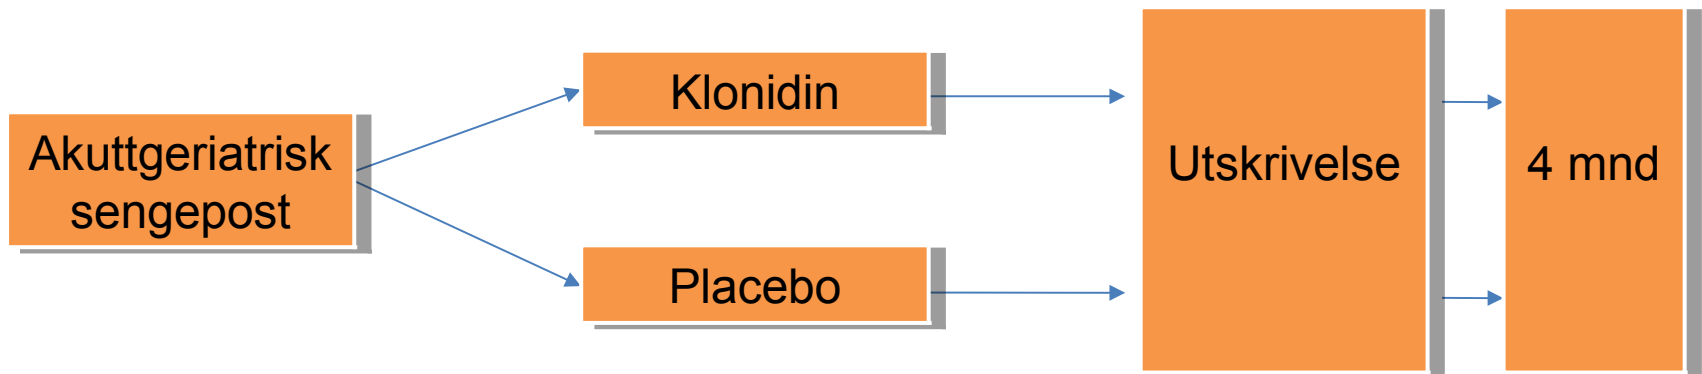 Akuttgeriatrisk
sengepost
Klonidin
Placebo
Utskrivelse
4 mnd